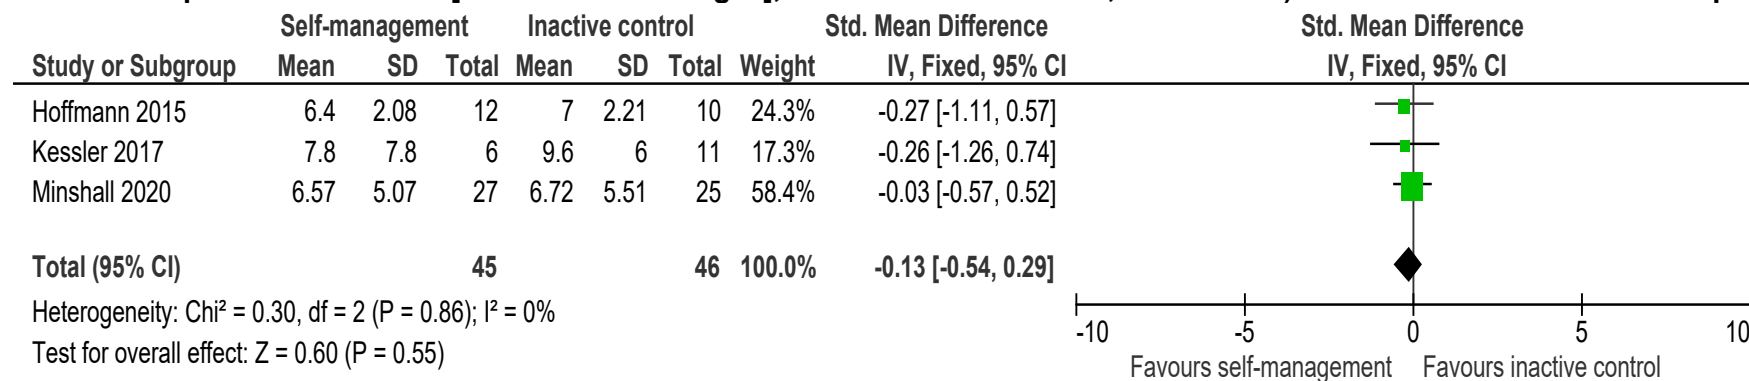 Self-management Inactive control Std. Mean Difference Std. Mean Difference
Study or Subgroup Mean SD Total Mean SD Total Weight IV, Fixed, 95% CI IV, Fixed, 95% CI
Hoffmann 2015 6.4 2.08 12 7 2.21 10 24.3% -0.27 [-1.11, 0.57]
Kessler 2017 7.8 7.8 6 9.6 6 11 17.3% -0.26 [-1.26, 0.74]
Minshall 2020 6.57 5.07 27 6.72 5.51 25 58.4% -0.03 [-0.57, 0.52]
Total (95% CI) 45 46 100.0% -0.13 [-0.54, 0.29]
Heterogeneity: Chi² = 0.30, df = 2 (P = 0.86); I² = 0%
Test for overall effect: Z = 0.60 (P = 0.55)
-10 -5 0 5 10
Favours self-management Favours inactive control